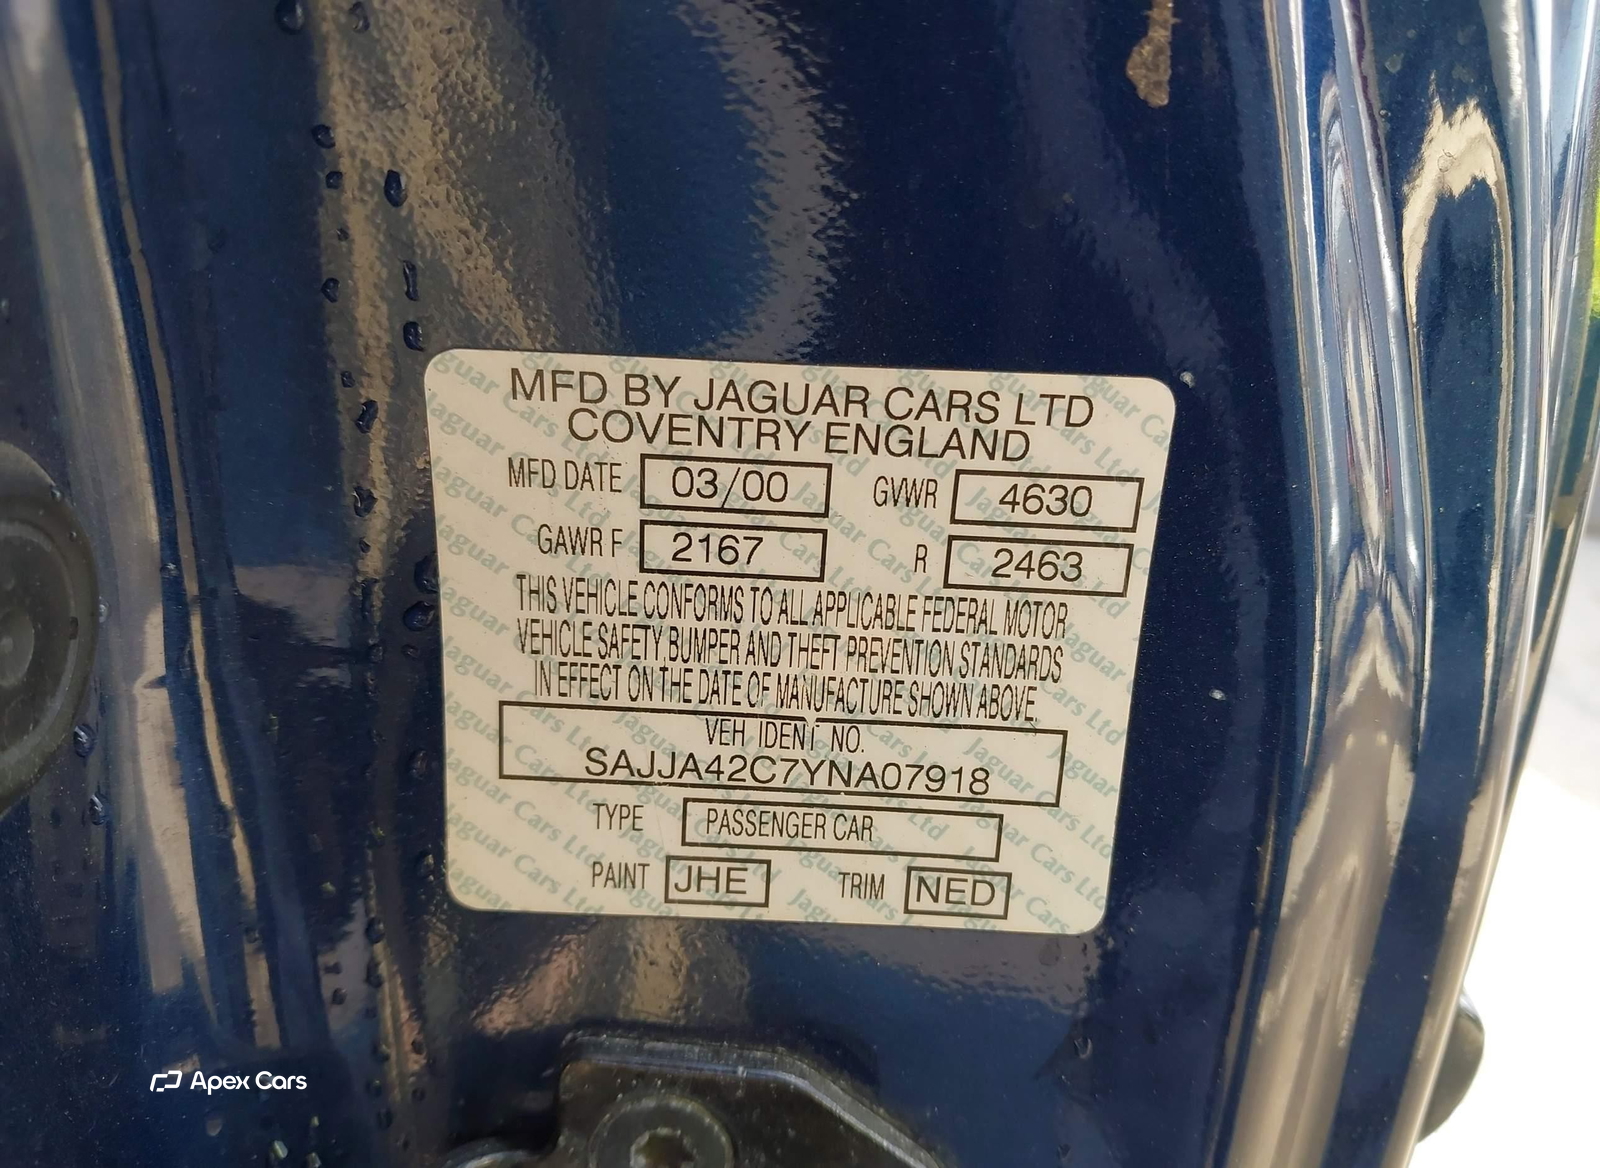 MFD BY JAGUAR CARS LTD
COVENTRY ENGLAND
MFD DATE 03/00 GVWR 4630
GAWR F 2167 R 2463
THIS VEHICLE CONFORMS TO ALL APPLICABLE FEDERAL MOTOR
VEHICLE SAFETY, BUMPER AND THEFT PREVENTION STANDARDS
IN EFFECT ON THE DATE OF MANUFACTURE SHOWN ABOVE.
VEH IDENT NO.
SAJJA42C7YNA07918
TYPE PASSENGER CAR
PAINT JHE TRIM NED
Apex Cars